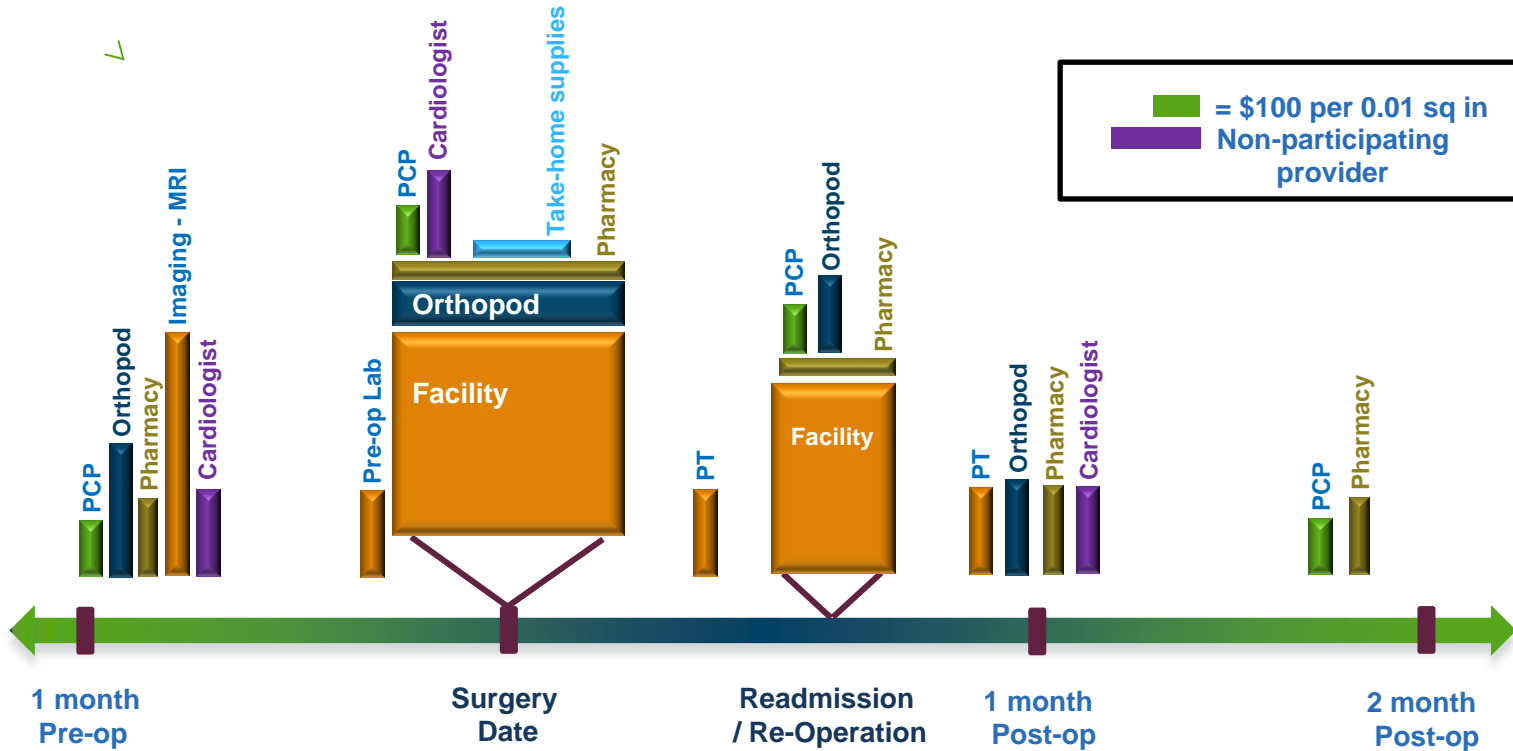 = $100 per 0.01 sq in
Non-participating
provider
PCP
Orthopod
Pharmacy
Imaging - MRI
Cardiologist
Pre-op Lab
PCP
Cardiologist
Take-home supplies
Pharmacy
Orthopod
Facility
PT
PCP
Orthopod
Pharmacy
Facility
PT
Orthopod
Pharmacy
Cardiologist
PCP
Pharmacy
1 month
Pre-op
Surgery
Date
Readmission
/ Re-Operation
1 month
Post-op
2 month
Post-op